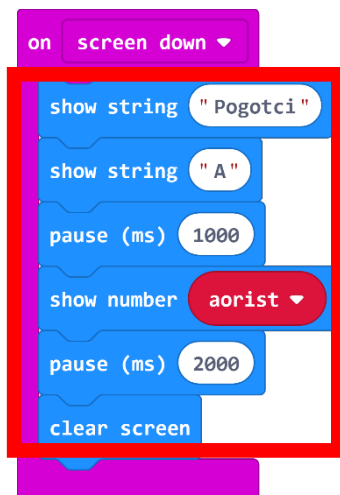 on screen down
show string "Pogotci"
show string "A"
pause (ms) 1000
show number aorist
pause (ms) 2000
clear screen